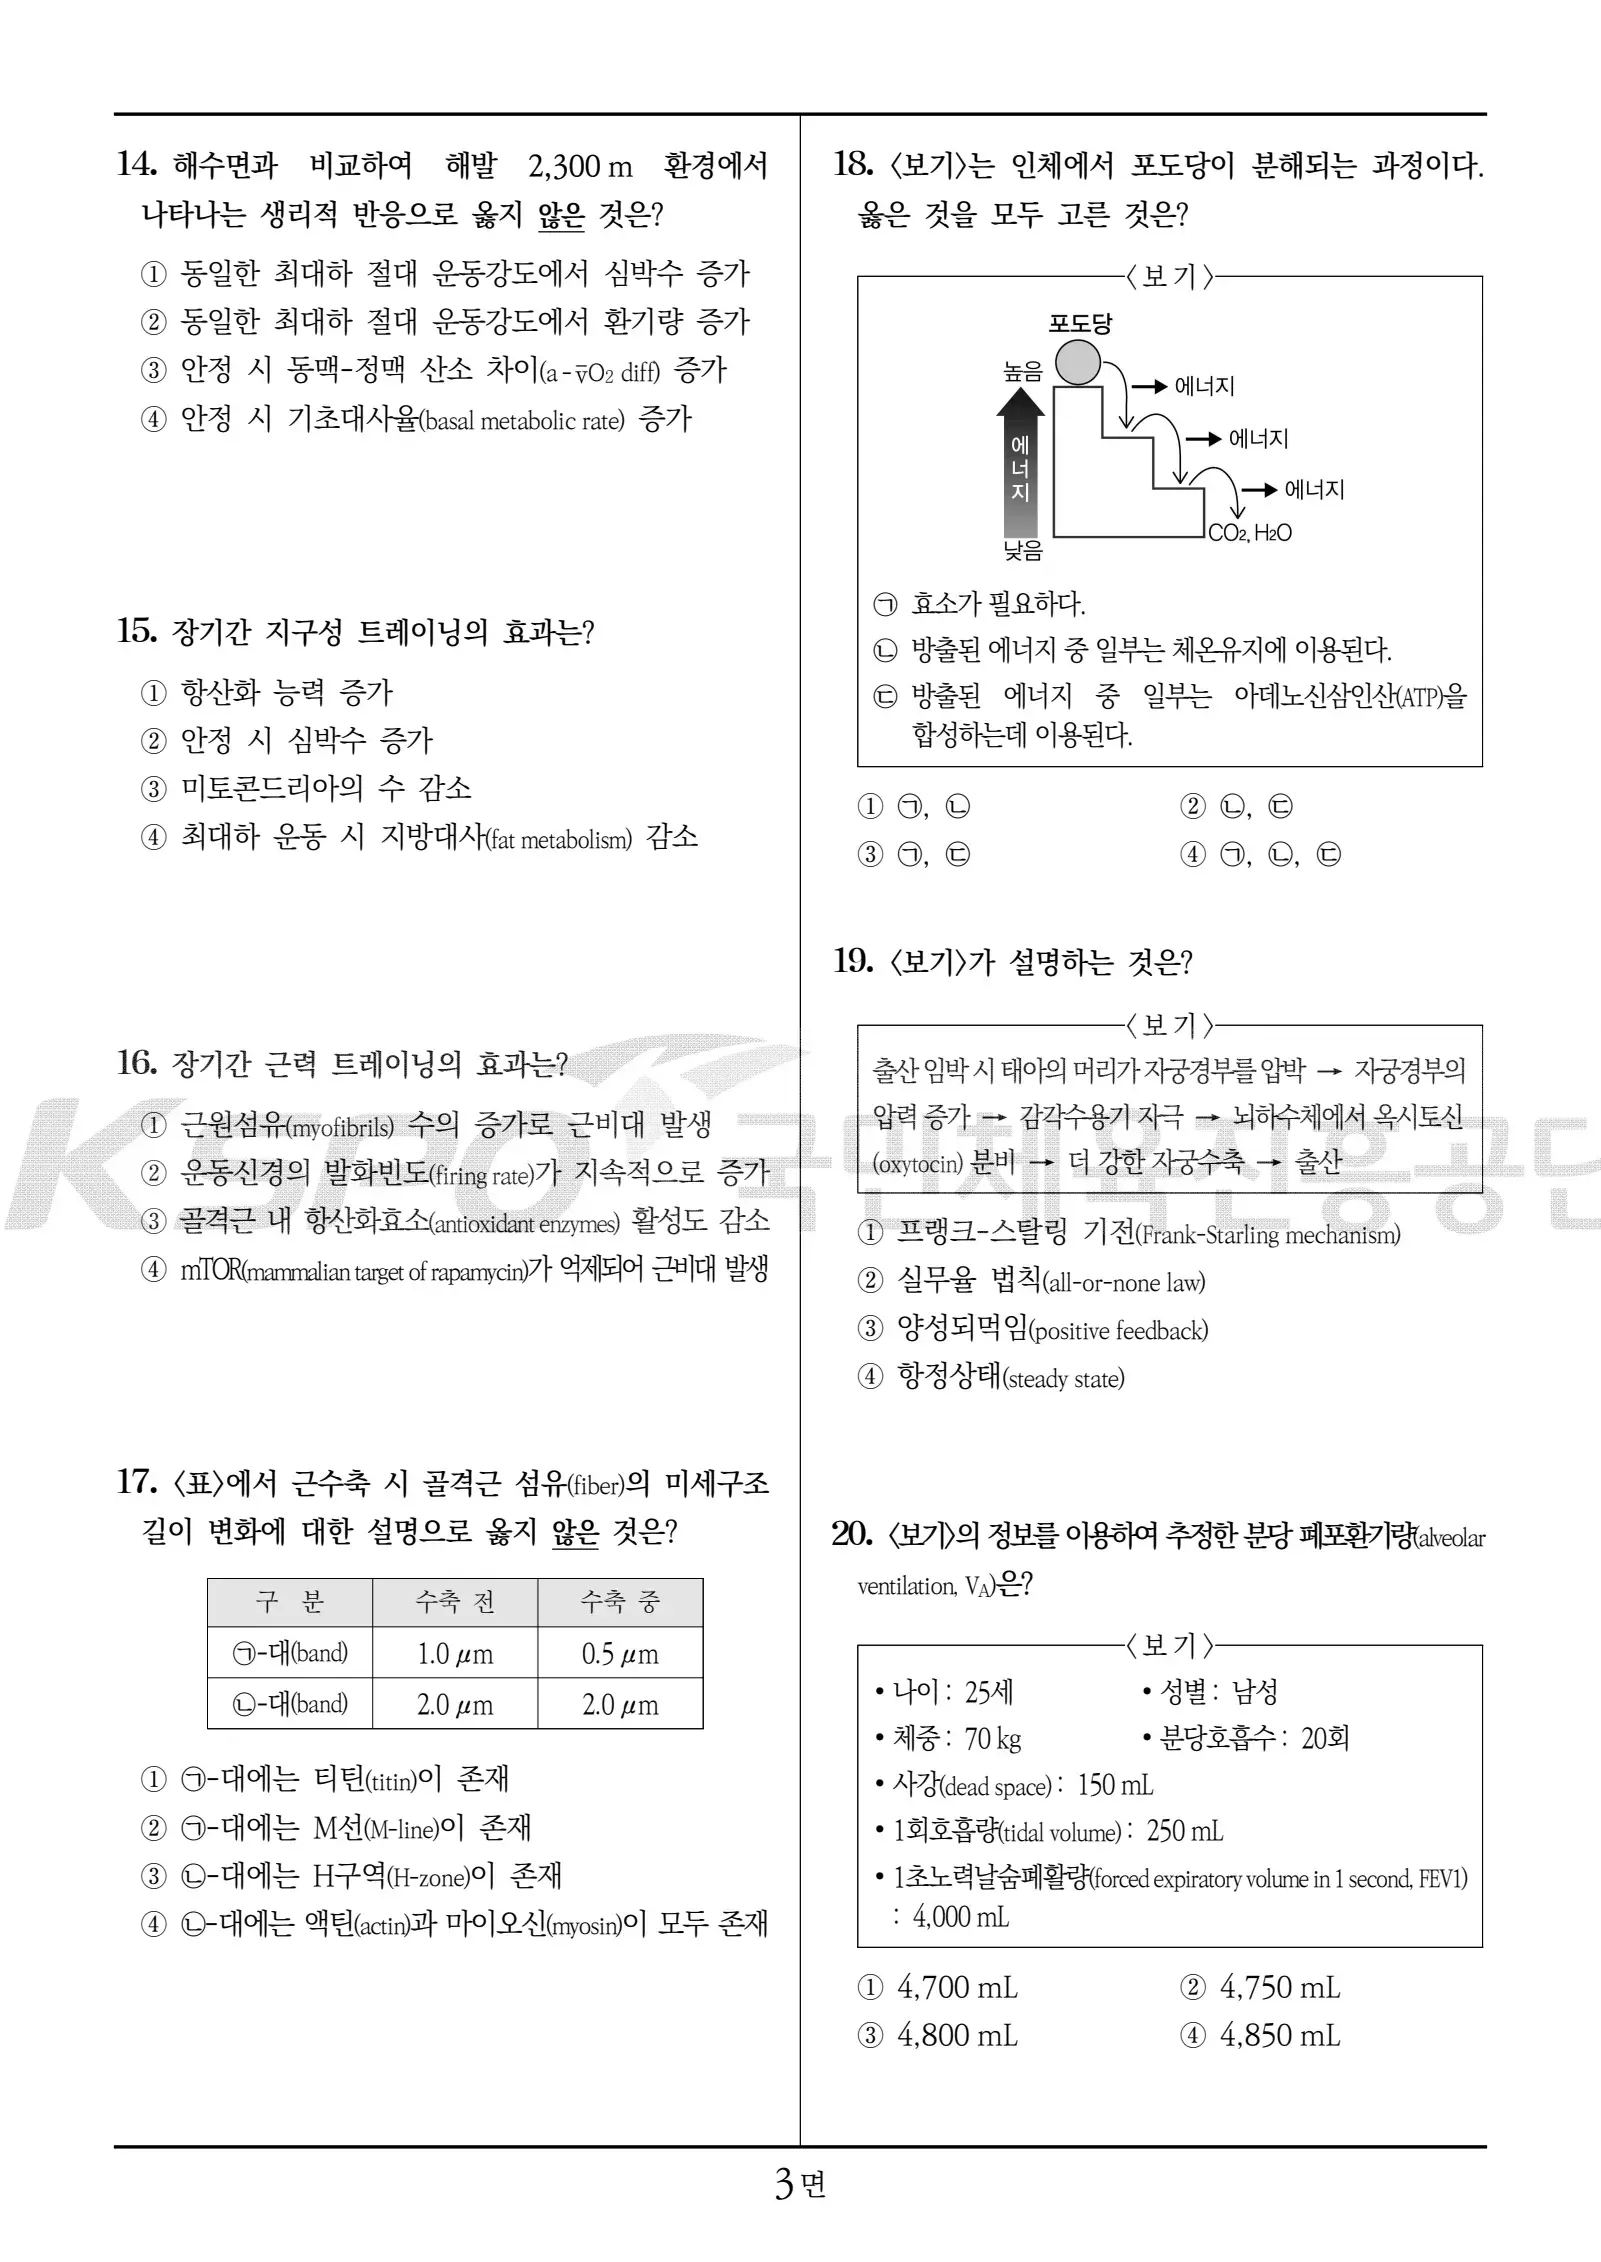 14. 해수면과 비교하여 해발 2,300 m 환경에서
나타나는 생리적 반응으로 옳지 않은 것은?
① 동일한 최대하 절대 운동강도에서 심박수 증가
② 동일한 최대하 절대 운동강도에서 환기량 증가
③ 안정 시 동맥-정맥 산소 차이(a-v̅O₂ diff) 증가
④ 안정 시 기초대사율(basal metabolic rate) 증가
15. 장기간 지구성 트레이닝의 효과는?
① 항산화 능력 증가
② 안정 시 심박수 증가
③ 미토콘드리아의 수 감소
④ 최대하 운동 시 지방대사(fat metabolism) 감소
16. 장기간 근력 트레이닝의 효과는?
① 근원섬유(myofibrils) 수의 증가로 근비대 발생
② 운동신경의 발화빈도(firing rate)가 지속적으로 증가
③ 골격근 내 항산화효소(antioxidant enzymes) 활성도 감소
④ mTOR(mammalian target of rapamycin)가 억제되어 근비대 발생
17. 〈표〉에서 근수축 시 골격근 섬유(fiber)의 미세구조
길이 변화에 대한 설명으로 옳지 않은 것은?
구 분 수축 전 수축 중
㉠-대(band) 1.0 μm 0.5 μm
㉡-대(band) 2.0 μm 2.0 μm
① ㉠-대에는 티틴(titin)이 존재
② ㉠-대에는 M선(M-line)이 존재
③ ㉡-대에는 H구역(H-zone)이 존재
④ ㉡-대에는 액틴(actin)과 마이오신(myosin)이 모두 존재
18. 〈보기〉는 인체에서 포도당이 분해되는 과정이다.
옳은 것을 모두 고른 것은?
〈보 기〉
포도당
높음
에너지
에너지
에너지
에너지
CO₂, H₂O
낮음
㉠ 효소가 필요하다.
㉡ 방출된 에너지 중 일부는 체온유지에 이용된다.
㉢ 방출된 에너지 중 일부는 아데노신삼인산(ATP)을
합성하는데 이용된다.
① ㉠, ㉡ ② ㉡, ㉢
③ ㉠, ㉢ ④ ㉠, ㉡, ㉢
19. 〈보기〉가 설명하는 것은?
〈보 기〉
출산 임박 시 태아의 머리가 자궁경부를 압박 → 자궁경부의
압력 증가 → 감각수용기 자극 → 뇌하수체에서 옥시토신
(oxytocin) 분비 → 더 강한 자궁수축 → 출산
① 프랭크-스탈링 기전(Frank-Starling mechanism)
② 실무율 법칙(all-or-none law)
③ 양성되먹임(positive feedback)
④ 항정상태(steady state)
20. 〈보기〉의 정보를 이용하여 추정한 분당 폐포환기량(alveolar
ventilation, V_A)은?
〈보 기〉
• 나이 : 25세 • 성별 : 남성
• 체중 : 70 kg • 분당호흡수 : 20회
• 사강(dead space) : 150 mL
• 1회호흡량(tidal volume) : 250 mL
• 1초노력날숨폐활량(forced expiratory volume in 1 second, FEV1)
: 4,000 mL
① 4,700 mL ② 4,750 mL
③ 4,800 mL ④ 4,850 mL
KSPO 국민체육진흥공단
3 면